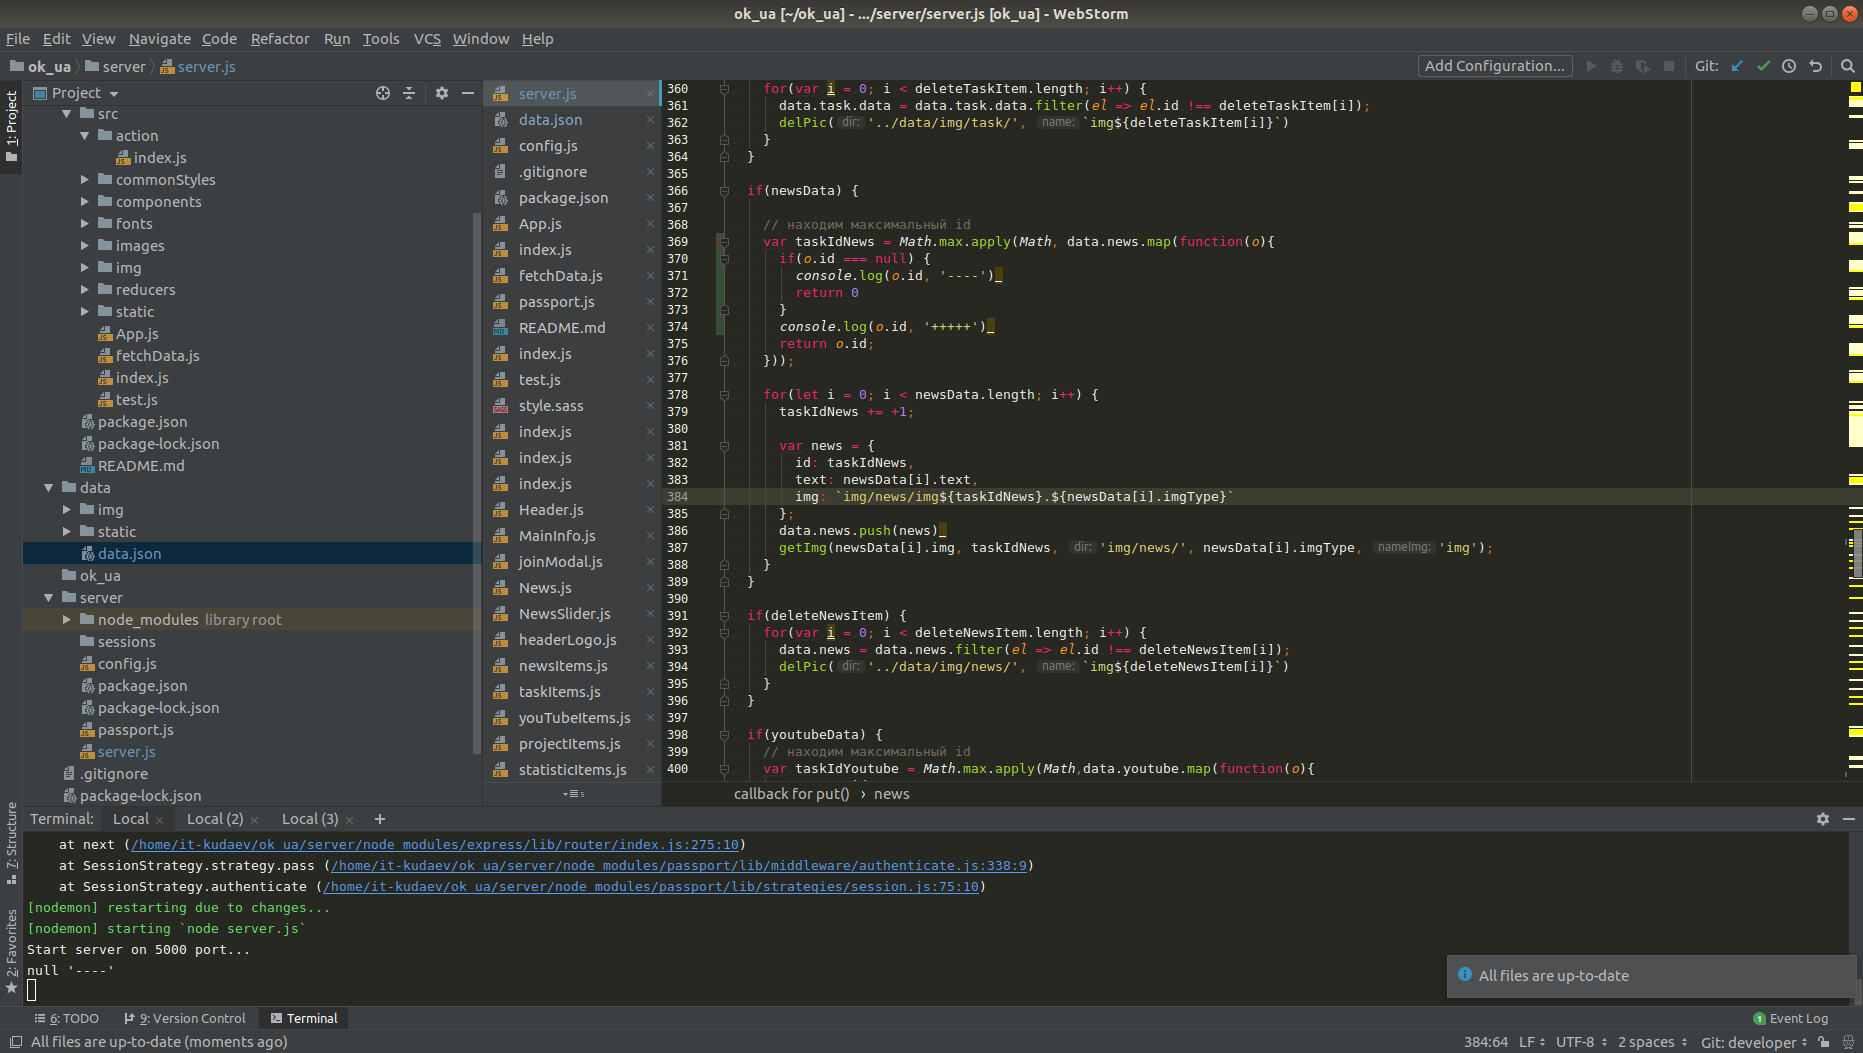 ok_ua [~/ok_ua] - .../server/server.js [ok_ua] - WebStorm
File Edit View Navigate Code Refactor Run Tools VCS Window Help
ok_ua server server.js
Add Configuration... Git:
1: Project
Project
src
action
index.js
commonStyles
components
fonts
images
img
reducers
static
App.js
fetchData.js
index.js
test.js
package.json
package-lock.json
README.md
data
img
static
data.json
ok_ua
server
node_modules library root
sessions
config.js
package.json
package-lock.json
passport.js
server.js
.gitignore
package-lock.json
server.js
data.json
config.js
.gitignore
package.json
App.js
index.js
fetchData.js
passport.js
README.md
index.js
test.js
style.sass
index.js
index.js
index.js
Header.js
MainInfo.js
joinModal.js
News.js
NewsSlider.js
headerLogo.js
newsItems.js
taskItems.js
youTubeItems.js
projectItems.js
statisticItems.js
360 for(var i = 0; i < deleteTaskItem.length; i++) {
361 data.task.data = data.task.data.filter(el => el.id !== deleteTaskItem[i]);
362 delPic( dir: '../data/img/task/', name: `img${deleteTaskItem[i]}`)
363 }
364 }
365
366 if(newsData) {
367
368 // находим максимальный id
369 var taskIdNews = Math.max.apply(Math, data.news.map(function(o){
370 if(o.id === null) {
371 console.log(o.id, '----')
372 return 0
373 }
374 console.log(o.id, '+++++')
375 return o.id;
376 }));
377
378 for(let i = 0; i < newsData.length; i++) {
379 taskIdNews += +1;
380
381 var news = {
382 id: taskIdNews,
383 text: newsData[i].text,
384 img: `img/news/img${taskIdNews}.${newsData[i].imgType}`
385 };
386 data.news.push(news)
387 getImg(newsData[i].img, taskIdNews, dir: 'img/news/', newsData[i].imgType, nameImg: 'img');
388 }
389 }
390
391 if(deleteNewsItem) {
392 for(var i = 0; i < deleteNewsItem.length; i++) {
393 data.news = data.news.filter(el => el.id !== deleteNewsItem[i]);
394 delPic( dir: '../data/img/news/', name: `img${deleteNewsItem[i]}`)
395 }
396 }
397
398 if(youtubeData) {
399 // находим максимальный id
400 var taskIdYoutube = Math.max.apply(Math,data.youtube.map(function(o){
callback for put() › news
7: Structure
2: Favorites
Terminal: Local Local (2) Local (3)
at next (/home/it-kudaev/ok_ua/server/node_modules/express/lib/router/index.js:275:10)
at SessionStrategy.strategy.pass (/home/it-kudaev/ok_ua/server/node_modules/passport/lib/middleware/authenticate.js:338:9)
at SessionStrategy.authenticate (/home/it-kudaev/ok_ua/server/node_modules/passport/lib/strategies/session.js:75:10)
[nodemon] restarting due to changes...
[nodemon] starting `node server.js`
Start server on 5000 port...
null '----'
All files are up-to-date
6: TODO 9: Version Control Terminal 1 Event Log
All files are up-to-date (moments ago) 384:64 LF UTF-8 2 spaces Git: developer